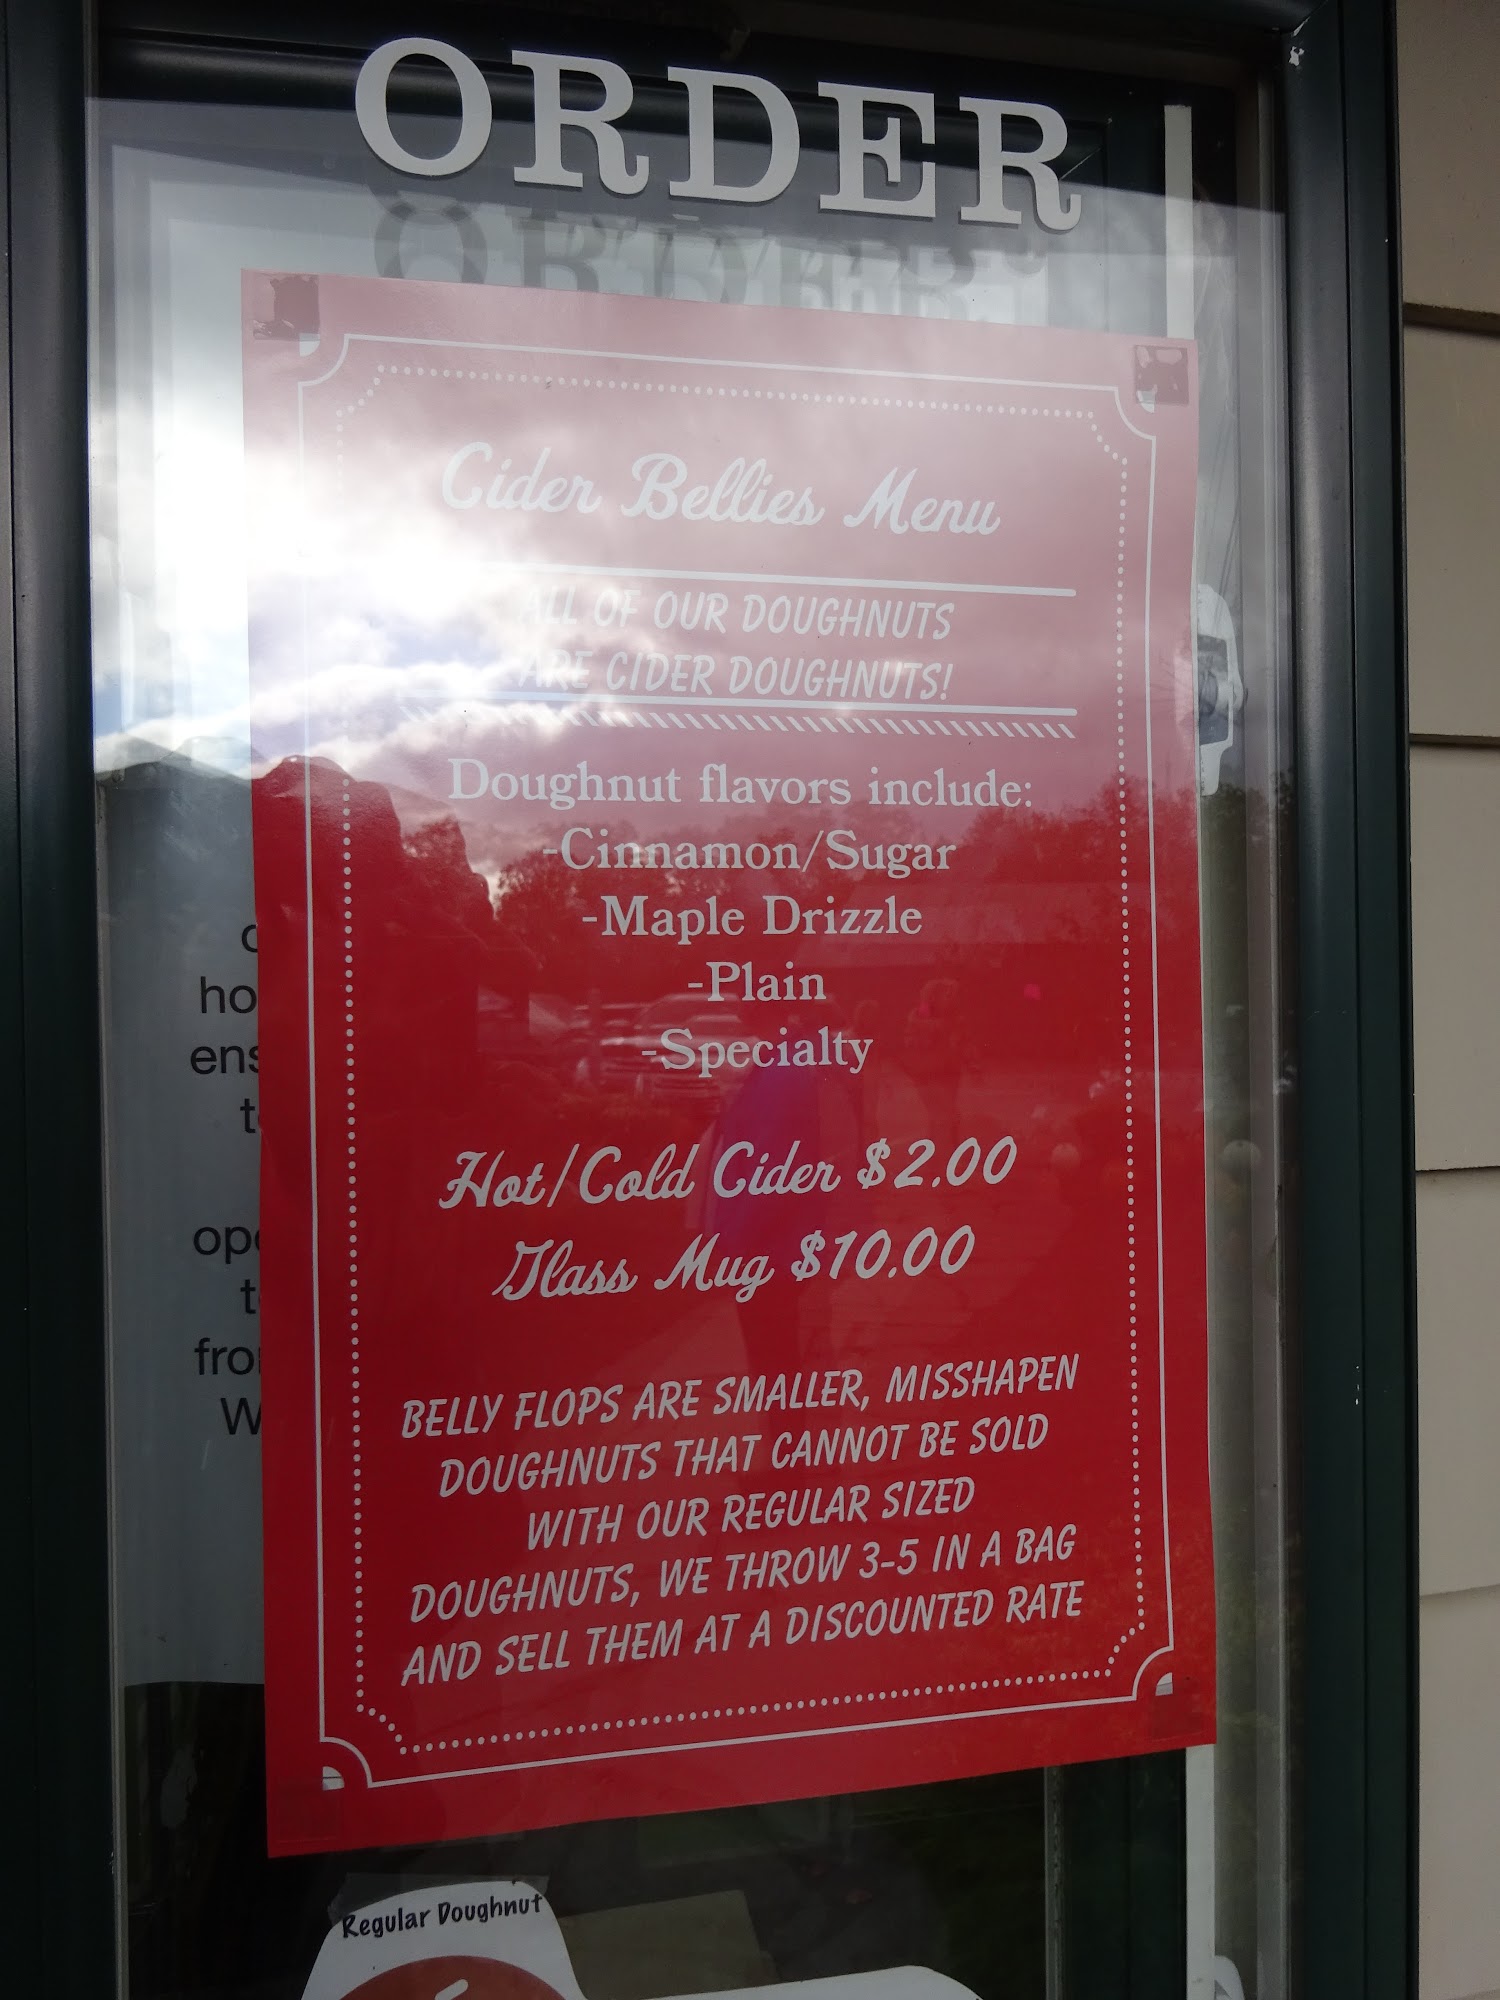 ORDER
Cider Bellies Menu
ALL OF OUR DOUGHNUTS
ARE CIDER DOUGHNUTS!
Doughnut flavors include:
-Cinnamon/Sugar
-Maple Drizzle
-Plain
-Specialty
Hot/Cold Cider $2.00
Glass Mug $10.00
BELLY FLOPS ARE SMALLER, MISSHAPEN
DOUGHNUTS THAT CANNOT BE SOLD
WITH OUR REGULAR SIZED
DOUGHNUTS, WE THROW 3-5 IN A BAG
AND SELL THEM AT A DISCOUNTED RATE
Regular Doughnut